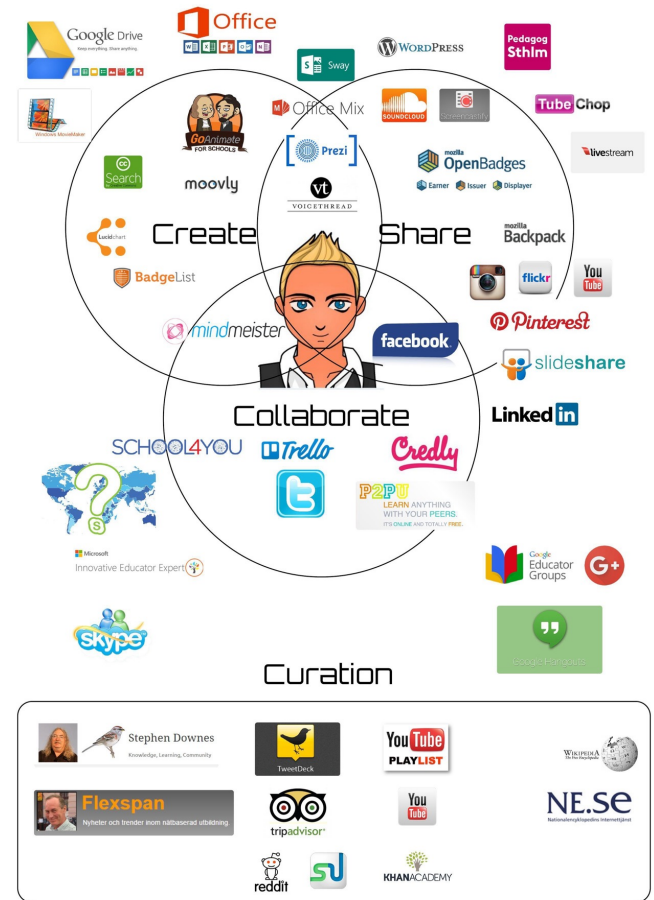 Google Drive
Keep everything. Share anything.
Office
W X P O N
S Sway
WORDPRESS
Pedagog
Sthlm
Windows MovieMaker
GoAnimate
FOR SCHOOLS
Office Mix
SOUNDCLOUD
Screencastify
TubeChop
livestream
cc
Search
moovly
Prezi
vt
VOICETHREAD
mozilla
OpenBadges
Earner Issuer Displayer
Lucidchart
Create
Share
mozilla
Backpack
BadgeList
flickr
You
Tube
mindmeister
facebook
Pinterest
slideshare
Collaborate
Linked in
SCHOOL4YOU
Trello
Credly
S
P2PU
LEARN ANYTHING
WITH YOUR PEERS.
IT'S ONLINE AND TOTALLY FREE.
Microsoft
Innovative Educator Expert
Google
Educator
Groups
G+
skype
Google Hangouts
Curation
Stephen Downes
Knowledge, Learning, Community
TweetDeck
YouTube
PLAYLIST
WIKIPEDIA
The Free Encyclopedia
Flexspan
Nyheter och trender inom nätbaserad utbildning.
tripadvisor
You
Tube
NE.se
Nationalencyklopedins Internettjänst
reddit
KHANACADEMY